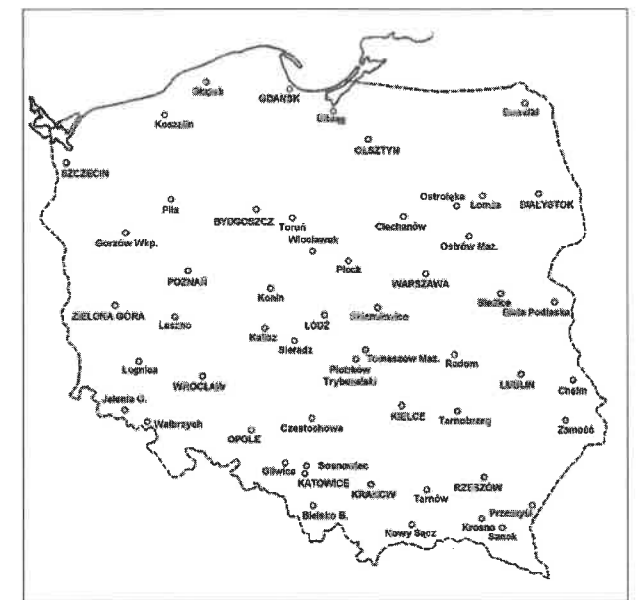 Słupsk
GDAŃSK
Elbląg
Suwałki
Koszalin
OLSZTYN
SZCZECIN
Ostrołęka
Łomża
BIAŁYSTOK
Piła
BYDGOSZCZ
Toruń
Ciechanów
Włocławek
Gorzów Wkp.
Ostrów Maz.
Płock
POZNAŃ
WARSZAWA
Konin
Siedlce
Biała Podlaska
ZIELONA GÓRA
Leszno
ŁÓDŹ
Skierniewice
Kalisz
Sieradz
Tomaszów Maz.
Legnica
Piotrków
Trybunalski
Radom
WROCŁAW
LUBLIN
Chełm
Jelenia G.
Wałbrzych
KIELCE
Tarnobrzeg
Częstochowa
Zamość
OPOLE
Gliwice
Sosnowiec
KATOWICE
KRAKÓW
Tarnów
RZESZÓW
Bielsko B.
Przemyśl
Nowy Sącz
Krosno
Sanok